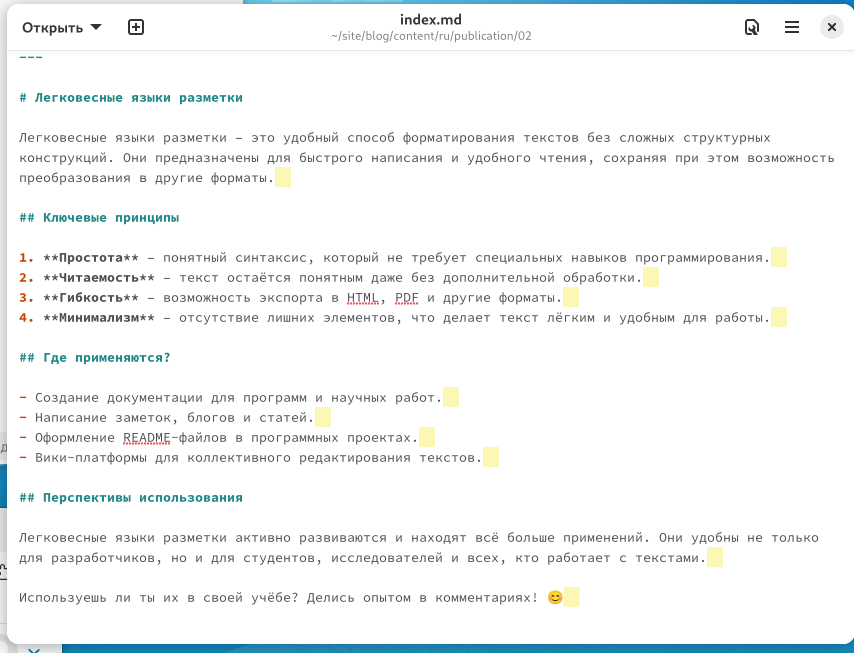 Открыть
index.md
~/site/blog/content/ru/publication/02
---
# Легковесные языки разметки
Легковесные языки разметки – это удобный способ форматирования текстов без сложных структурных
конструкций. Они предназначены для быстрого написания и удобного чтения, сохраняя при этом возможность
преобразования в другие форматы.
## Ключевые принципы
1. **Простота** – понятный синтаксис, который не требует специальных навыков программирования.
2. **Читаемость** – текст остаётся понятным даже без дополнительной обработки.
3. **Гибкость** – возможность экспорта в HTML, PDF и другие форматы.
4. **Минимализм** – отсутствие лишних элементов, что делает текст лёгким и удобным для работы.
## Где применяются?
- Создание документации для программ и научных работ.
- Написание заметок, блогов и статей.
- Оформление README-файлов в программных проектах.
- Вики-платформы для коллективного редактирования текстов.
## Перспективы использования
Легковесные языки разметки активно развиваются и находят всё больше применений. Они удобны не только
для разработчиков, но и для студентов, исследователей и всех, кто работает с текстами.
Используешь ли ты их в своей учёбе? Делись опытом в комментариях! 😊